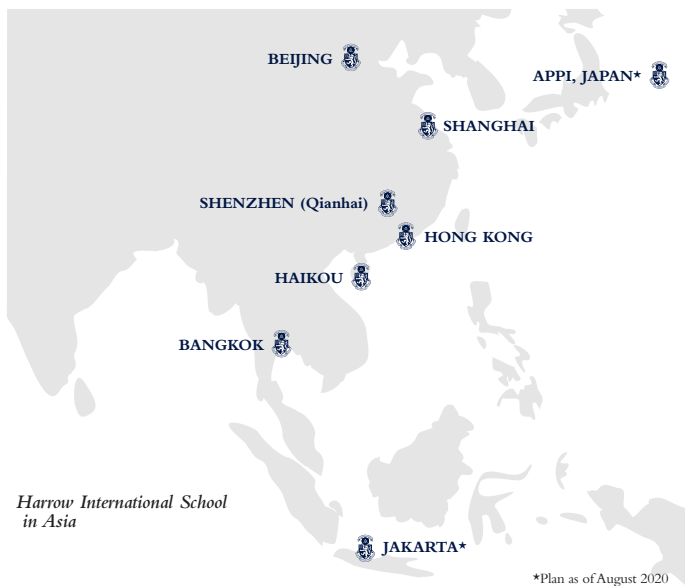 BEIJING
APPI, JAPAN★
SHANGHAI
SHENZHEN (Qianhai)
HONG KONG
HAIKOU
BANGKOK
Harrow International School
in Asia
JAKARTA★
★Plan as of August 2020